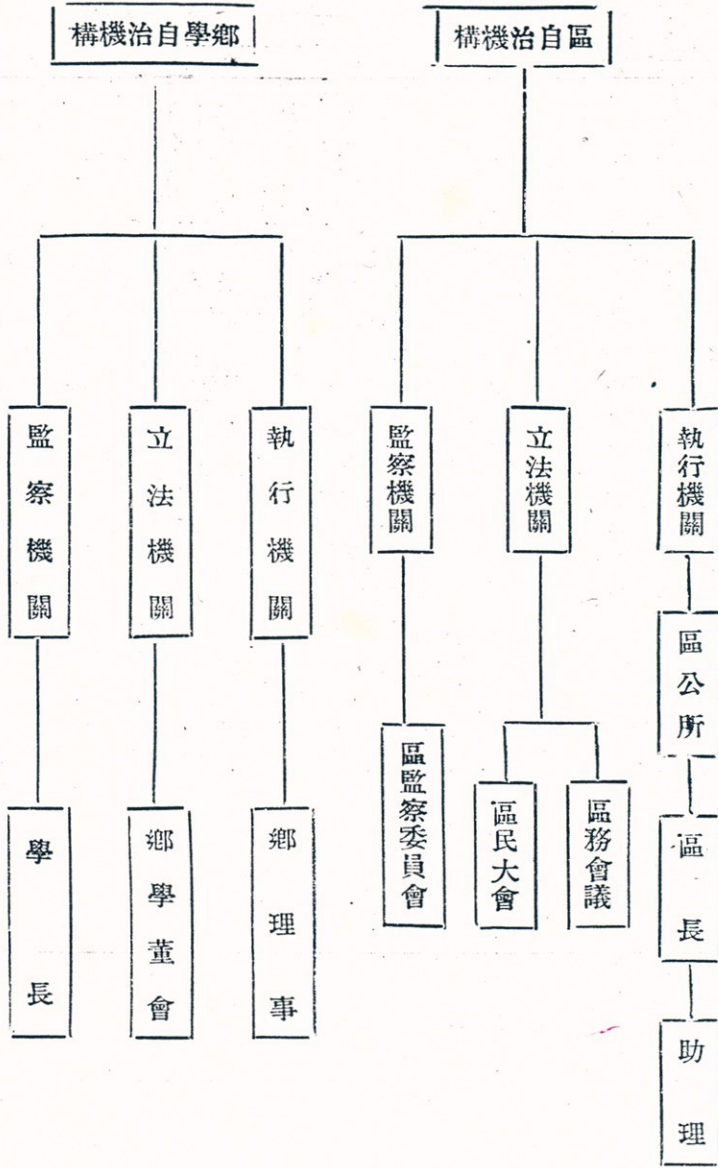 區自治機構
執行機關
區公所
區長
助理
立法機關
區務會議
區民大會
監察機關
區監察委員會
鄉學自治機構
執行機關
鄉理事
立法機關
鄉學董會
監察機關
學長